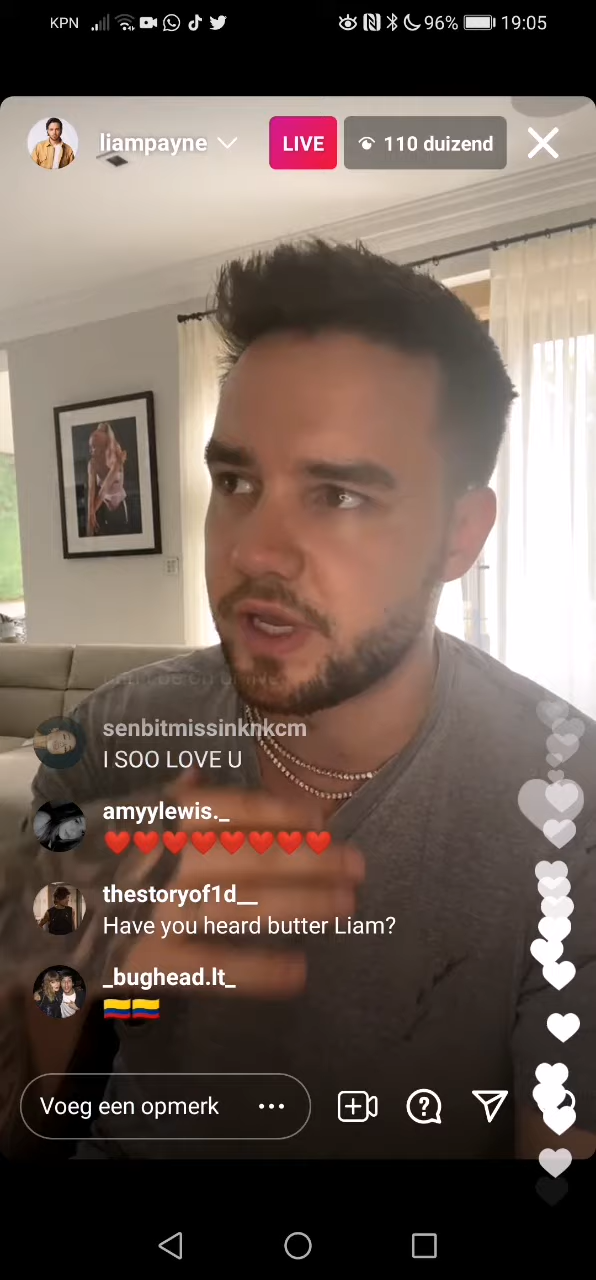 KPN 96% 19:05
liampayne LIVE 110 duizend
senbitmissinknkcm
I SOO LOVE U
amyylewis._
❤️❤️❤️❤️❤️❤️❤️❤️
thestoryof1d__
Have you heard butter Liam?
_bughead.lt_
🇨🇴🇨🇴
Voeg een opmerk